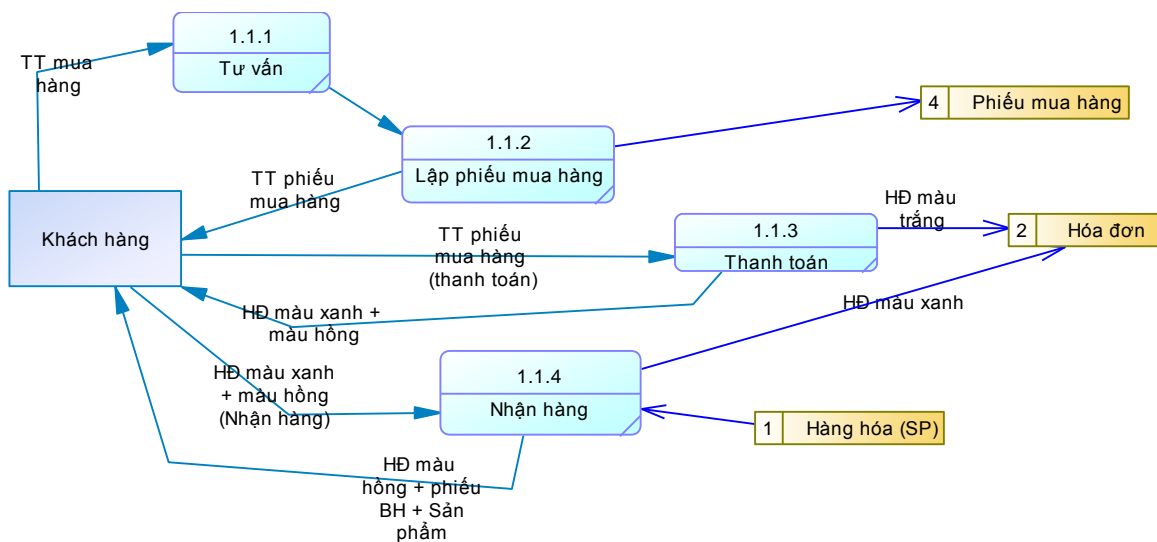 1.1.1
Tư vấn
TT mua
hàng
4
Phiếu mua hàng
1.1.2
Lập phiếu mua hàng
TT phiếu
mua hàng
Khách hàng
HĐ màu
trắng
2
Hóa đơn
1.1.3
Thanh toán
TT phiếu
mua hàng
(thanh toán)
HĐ màu xanh +
màu hồng
HĐ màu xanh
HĐ màu xanh
+ màu hồng
(Nhận hàng)
1.1.4
Nhận hàng
1
Hàng hóa (SP)
HĐ màu
hồng + phiếu
BH + Sản
phẩm